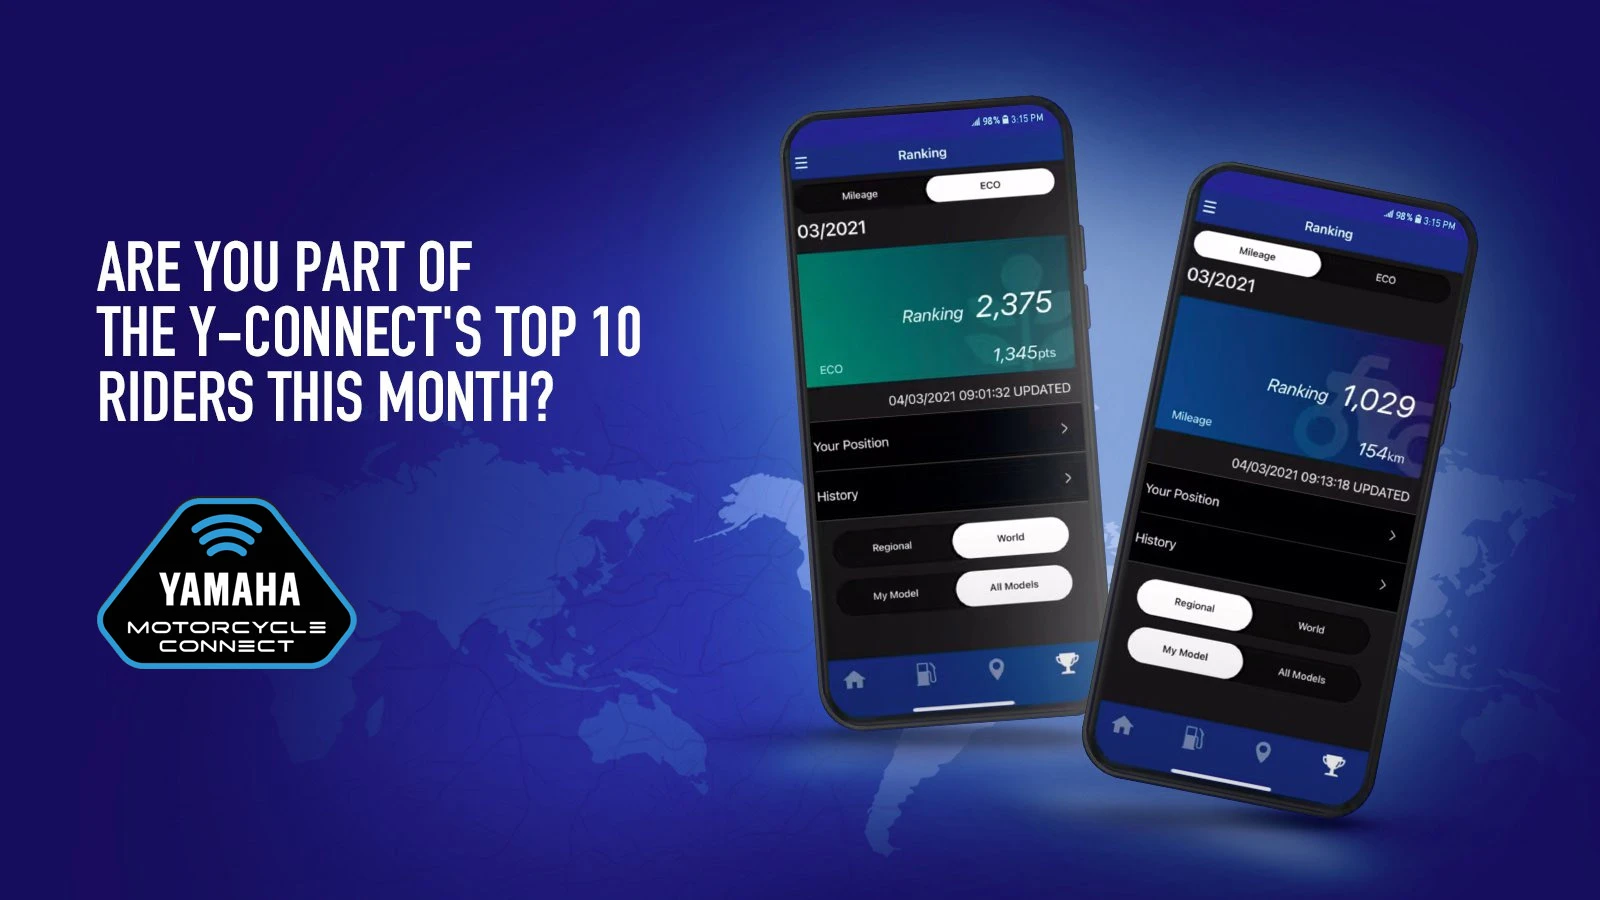 ARE YOU PART OF
THE Y-CONNECT'S TOP 10
RIDERS THIS MONTH?
YAMAHA
MOTORCYCLE
CONNECT
98% 3:15 PM
Ranking
Mileage ECO
03/2021
Ranking 2,375
1,345pts
ECO
04/03/2021 09:01:32 UPDATED
Your Position
History
Regional World
My Model All Models
98% 3:15 PM
Ranking
Mileage ECO
03/2021
Ranking 1,029
Mileage
154km
04/03/2021 09:13:18 UPDATED
Your Position
History
Regional World
My Model All Models